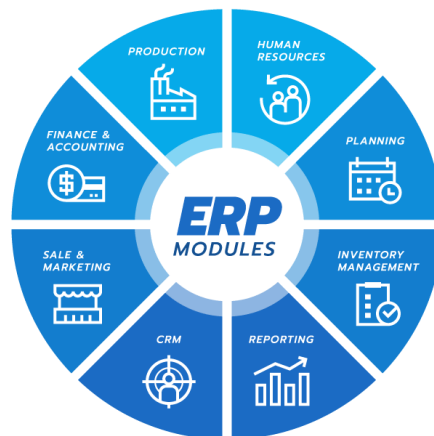 PRODUCTION
HUMAN
RESOURCES
FINANCE &
ACCOUNTING
PLANNING
$
ERP
MODULES
SALE &
MARKETING
INVENTORY
MANAGEMENT
CRM
REPORTING